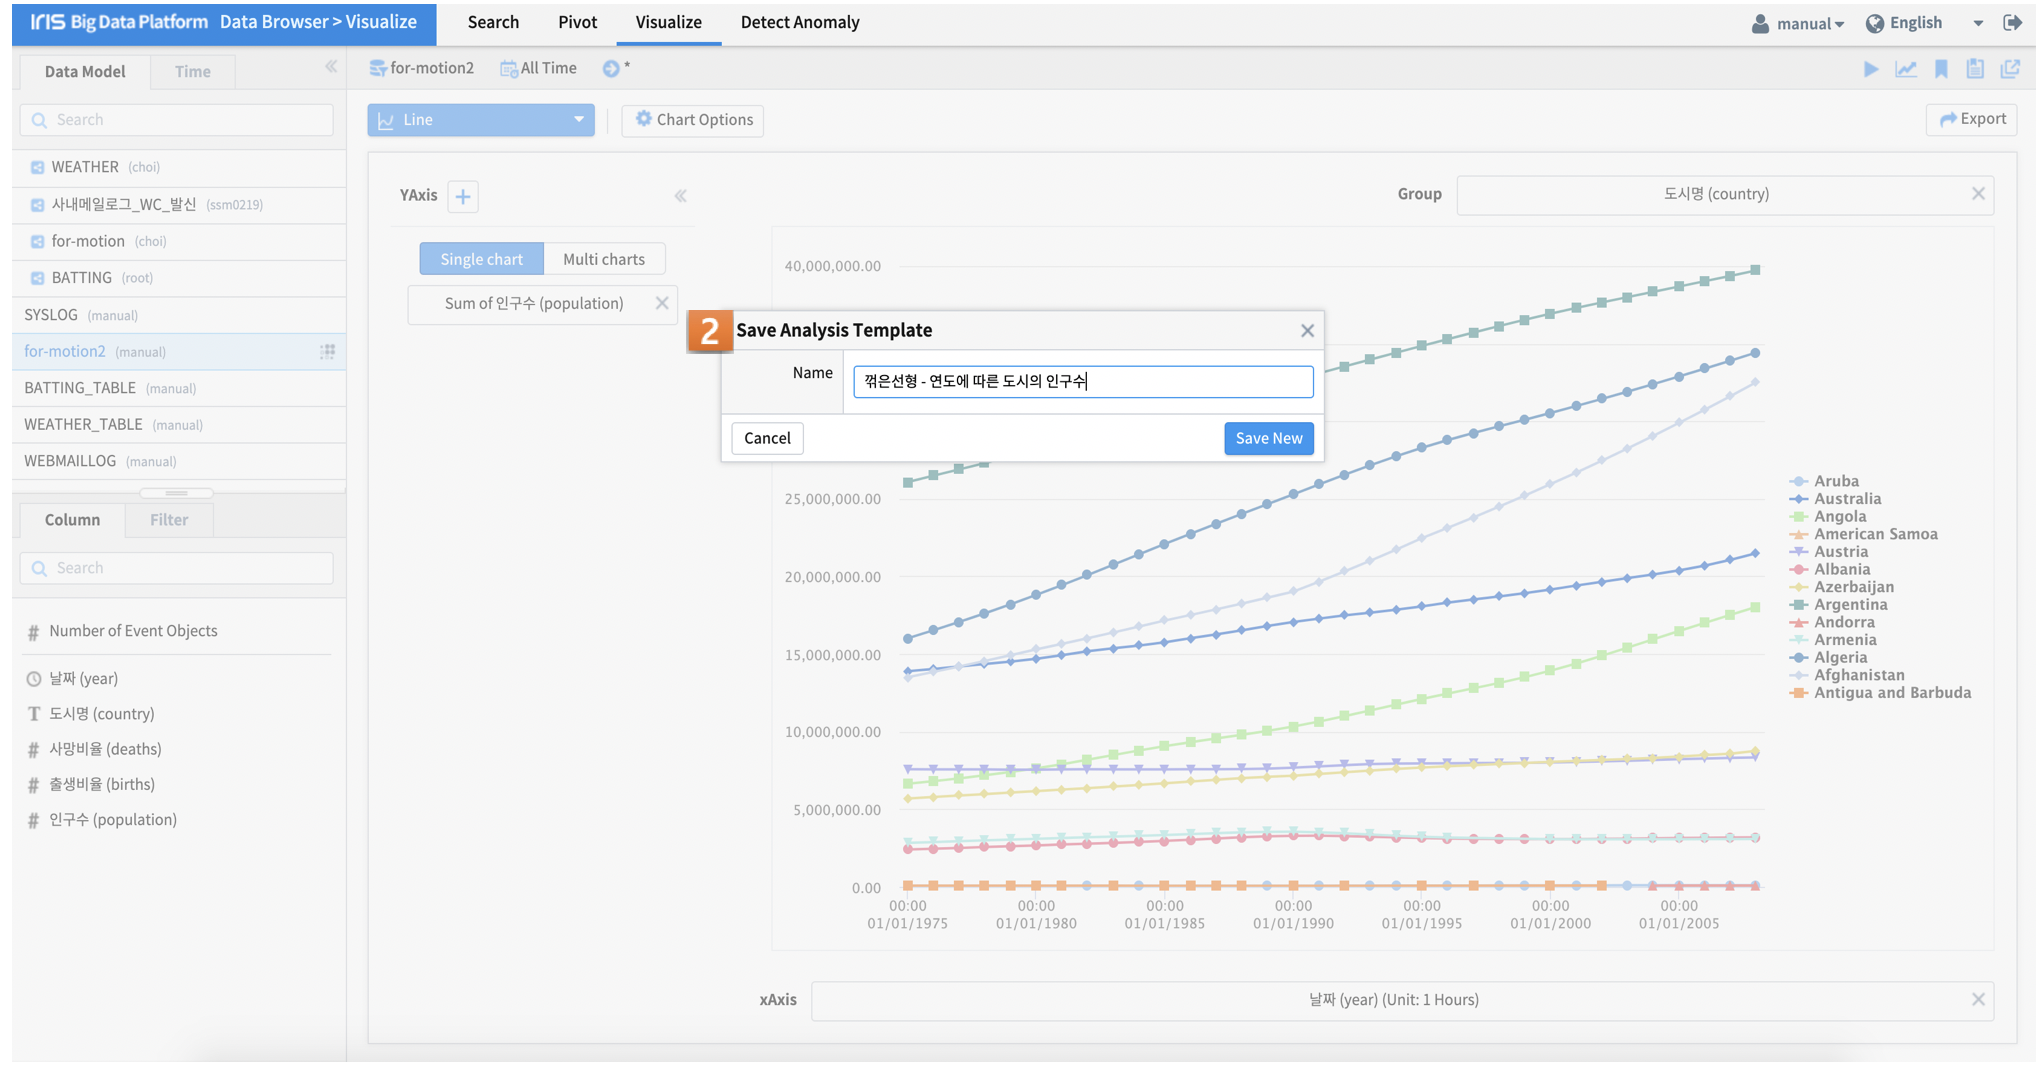 IRIS Big Data Platform Data Browser > Visualize Search Pivot Visualize Detect Anomaly manual English
Data Model Time
for-motion2 All Time *
Search
Line Chart Options Export
WEATHER (choi)
사내메일로그_WC_발신 (ssm0219)
for-motion (choi)
BATTING (root)
SYSLOG (manual)
for-motion2 (manual)
BATTING_TABLE (manual)
WEATHER_TABLE (manual)
WEBMAILLOG (manual)
Column Filter
Search
# Number of Event Objects
날짜 (year)
T 도시명 (country)
# 사망비율 (deaths)
# 출생비율 (births)
# 인구수 (population)
YAxis +
Single chart Multi charts
Sum of 인구수 (population)
Group 도시명 (country)
2 Save Analysis Template
Name 꺾은선형 - 연도에 따른 도시의 인구수
Cancel Save New
40,000,000.00
25,000,000.00
20,000,000.00
15,000,000.00
10,000,000.00
5,000,000.00
0.00
00:00 00:00 00:00 00:00 00:00 00:00 00:00
01/01/1975 01/01/1980 01/01/1985 01/01/1990 01/01/1995 01/01/2000 01/01/2005
Aruba
Australia
Angola
American Samoa
Austria
Albania
Azerbaijan
Argentina
Andorra
Armenia
Algeria
Afghanistan
Antigua and Barbuda
xAxis 날짜 (year) (Unit: 1 Hours)